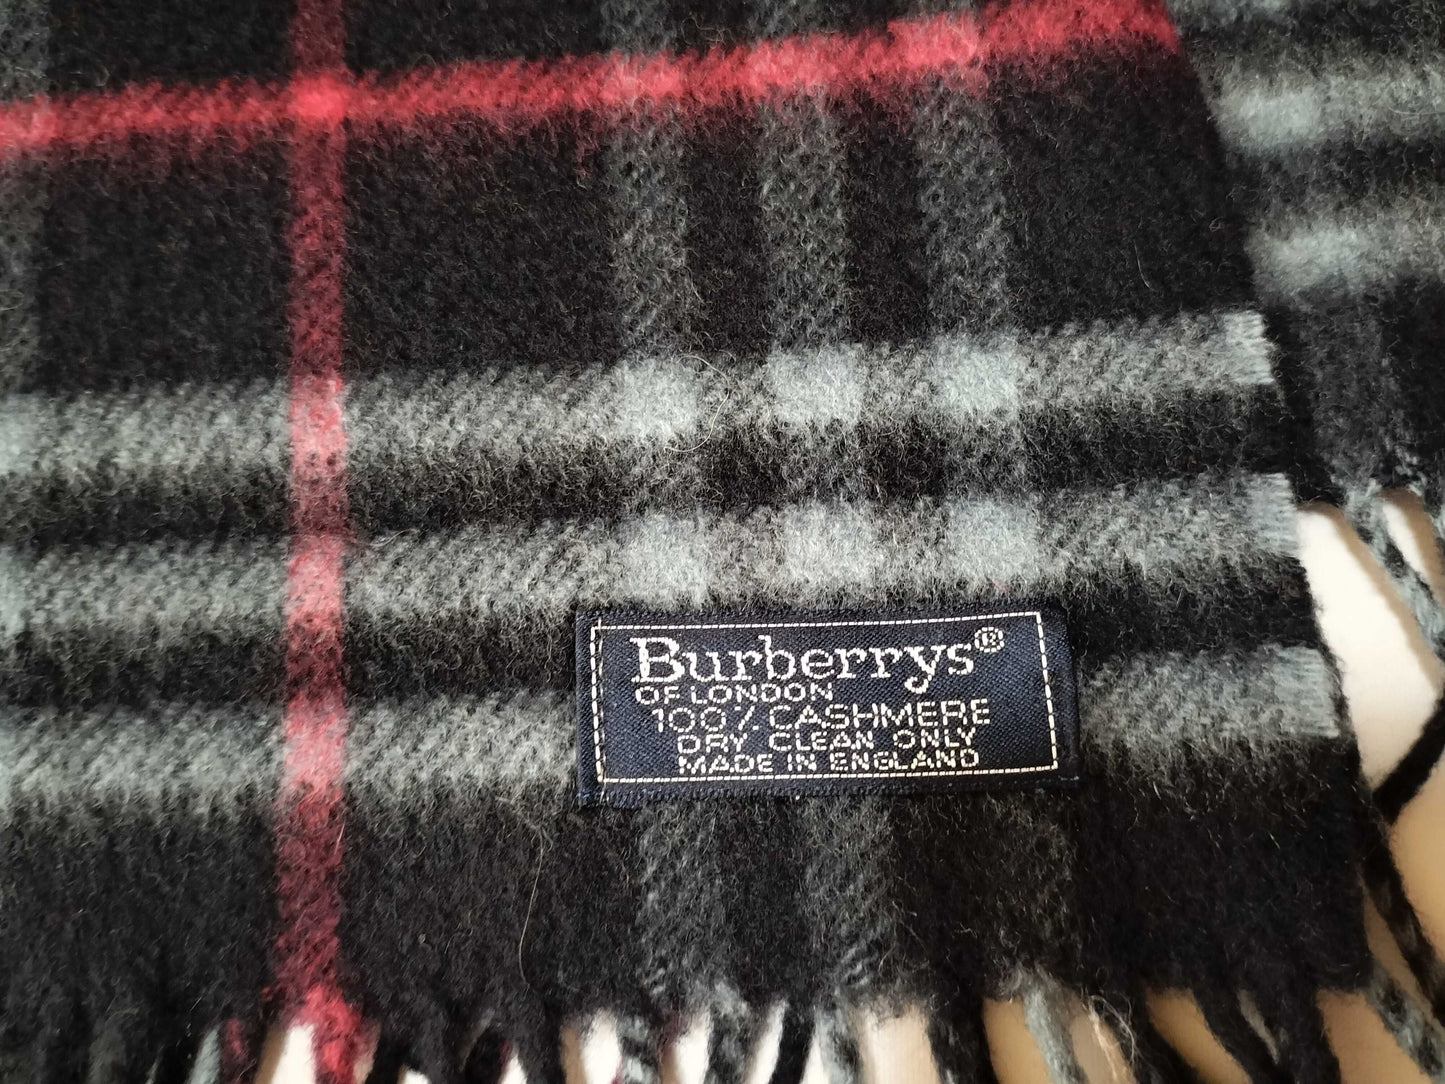 Burberrys®
OF LONDON
100% CASHMERE
DRY CLEAN ONLY
MADE IN ENGLAND